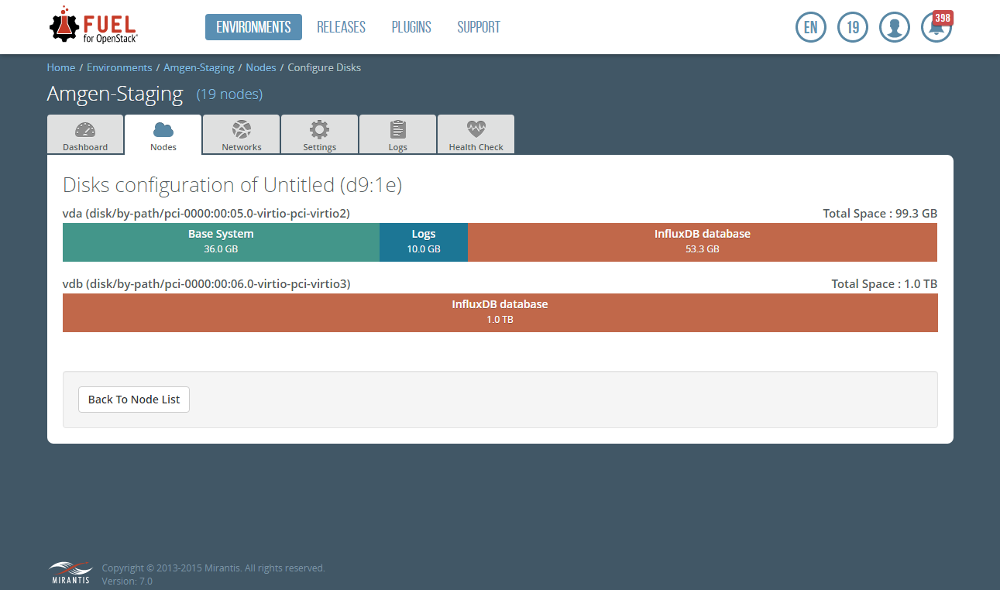 FUEL
for OpenStack
ENVIRONMENTS RELEASES PLUGINS SUPPORT
EN 19 398
Home / Environments / Amgen-Staging / Nodes / Configure Disks
Amgen-Staging (19 nodes)
Dashboard Nodes Networks Settings Logs Health Check
Disks configuration of Untitled (d9:1e)
vda (disk/by-path/pci-0000:00:05.0-virtio-pci-virtio2) Total Space : 99.3 GB
Base System Logs InfluxDB database
36.0 GB 10.0 GB 53.3 GB
vdb (disk/by-path/pci-0000:00:06.0-virtio-pci-virtio3) Total Space : 1.0 TB
InfluxDB database
1.0 TB
Back To Node List
MIRANTIS
Copyright © 2013-2015 Mirantis. All rights reserved.
Version: 7.0